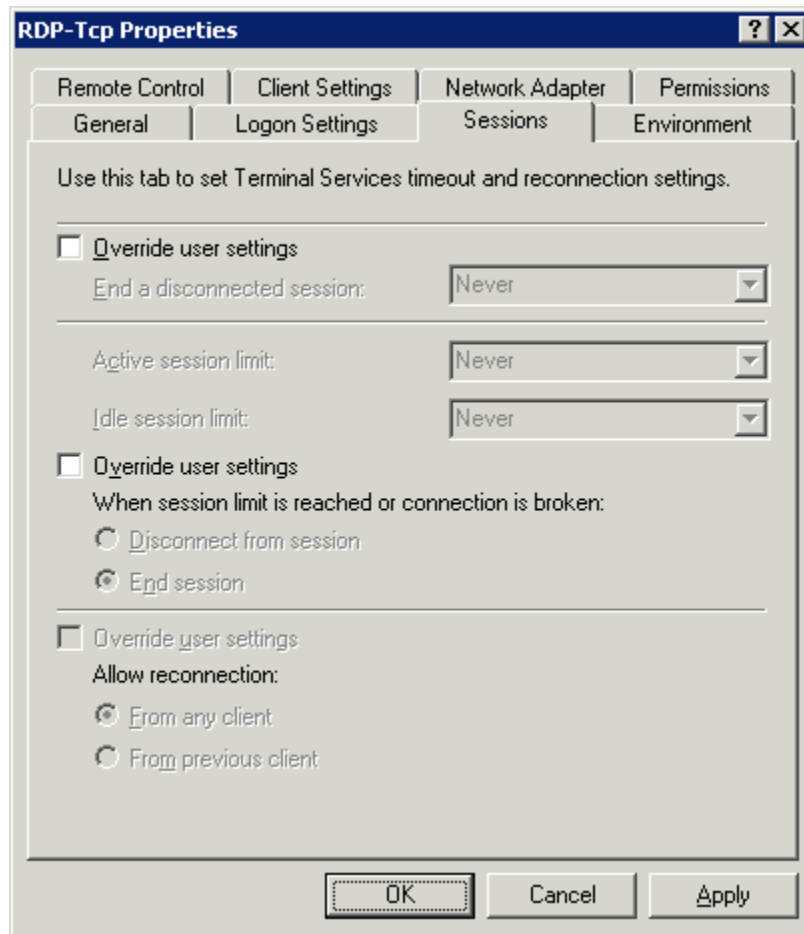 RDP-Tcp Properties
Remote Control Client Settings Network Adapter Permissions
General Logon Settings Sessions Environment
Use this tab to set Terminal Services timeout and reconnection settings.
Override user settings
End a disconnected session: Never
Active session limit: Never
Idle session limit: Never
Override user settings
When session limit is reached or connection is broken:
Disconnect from session
End session
Override user settings
Allow reconnection:
From any client
From previous client
OK Cancel Apply